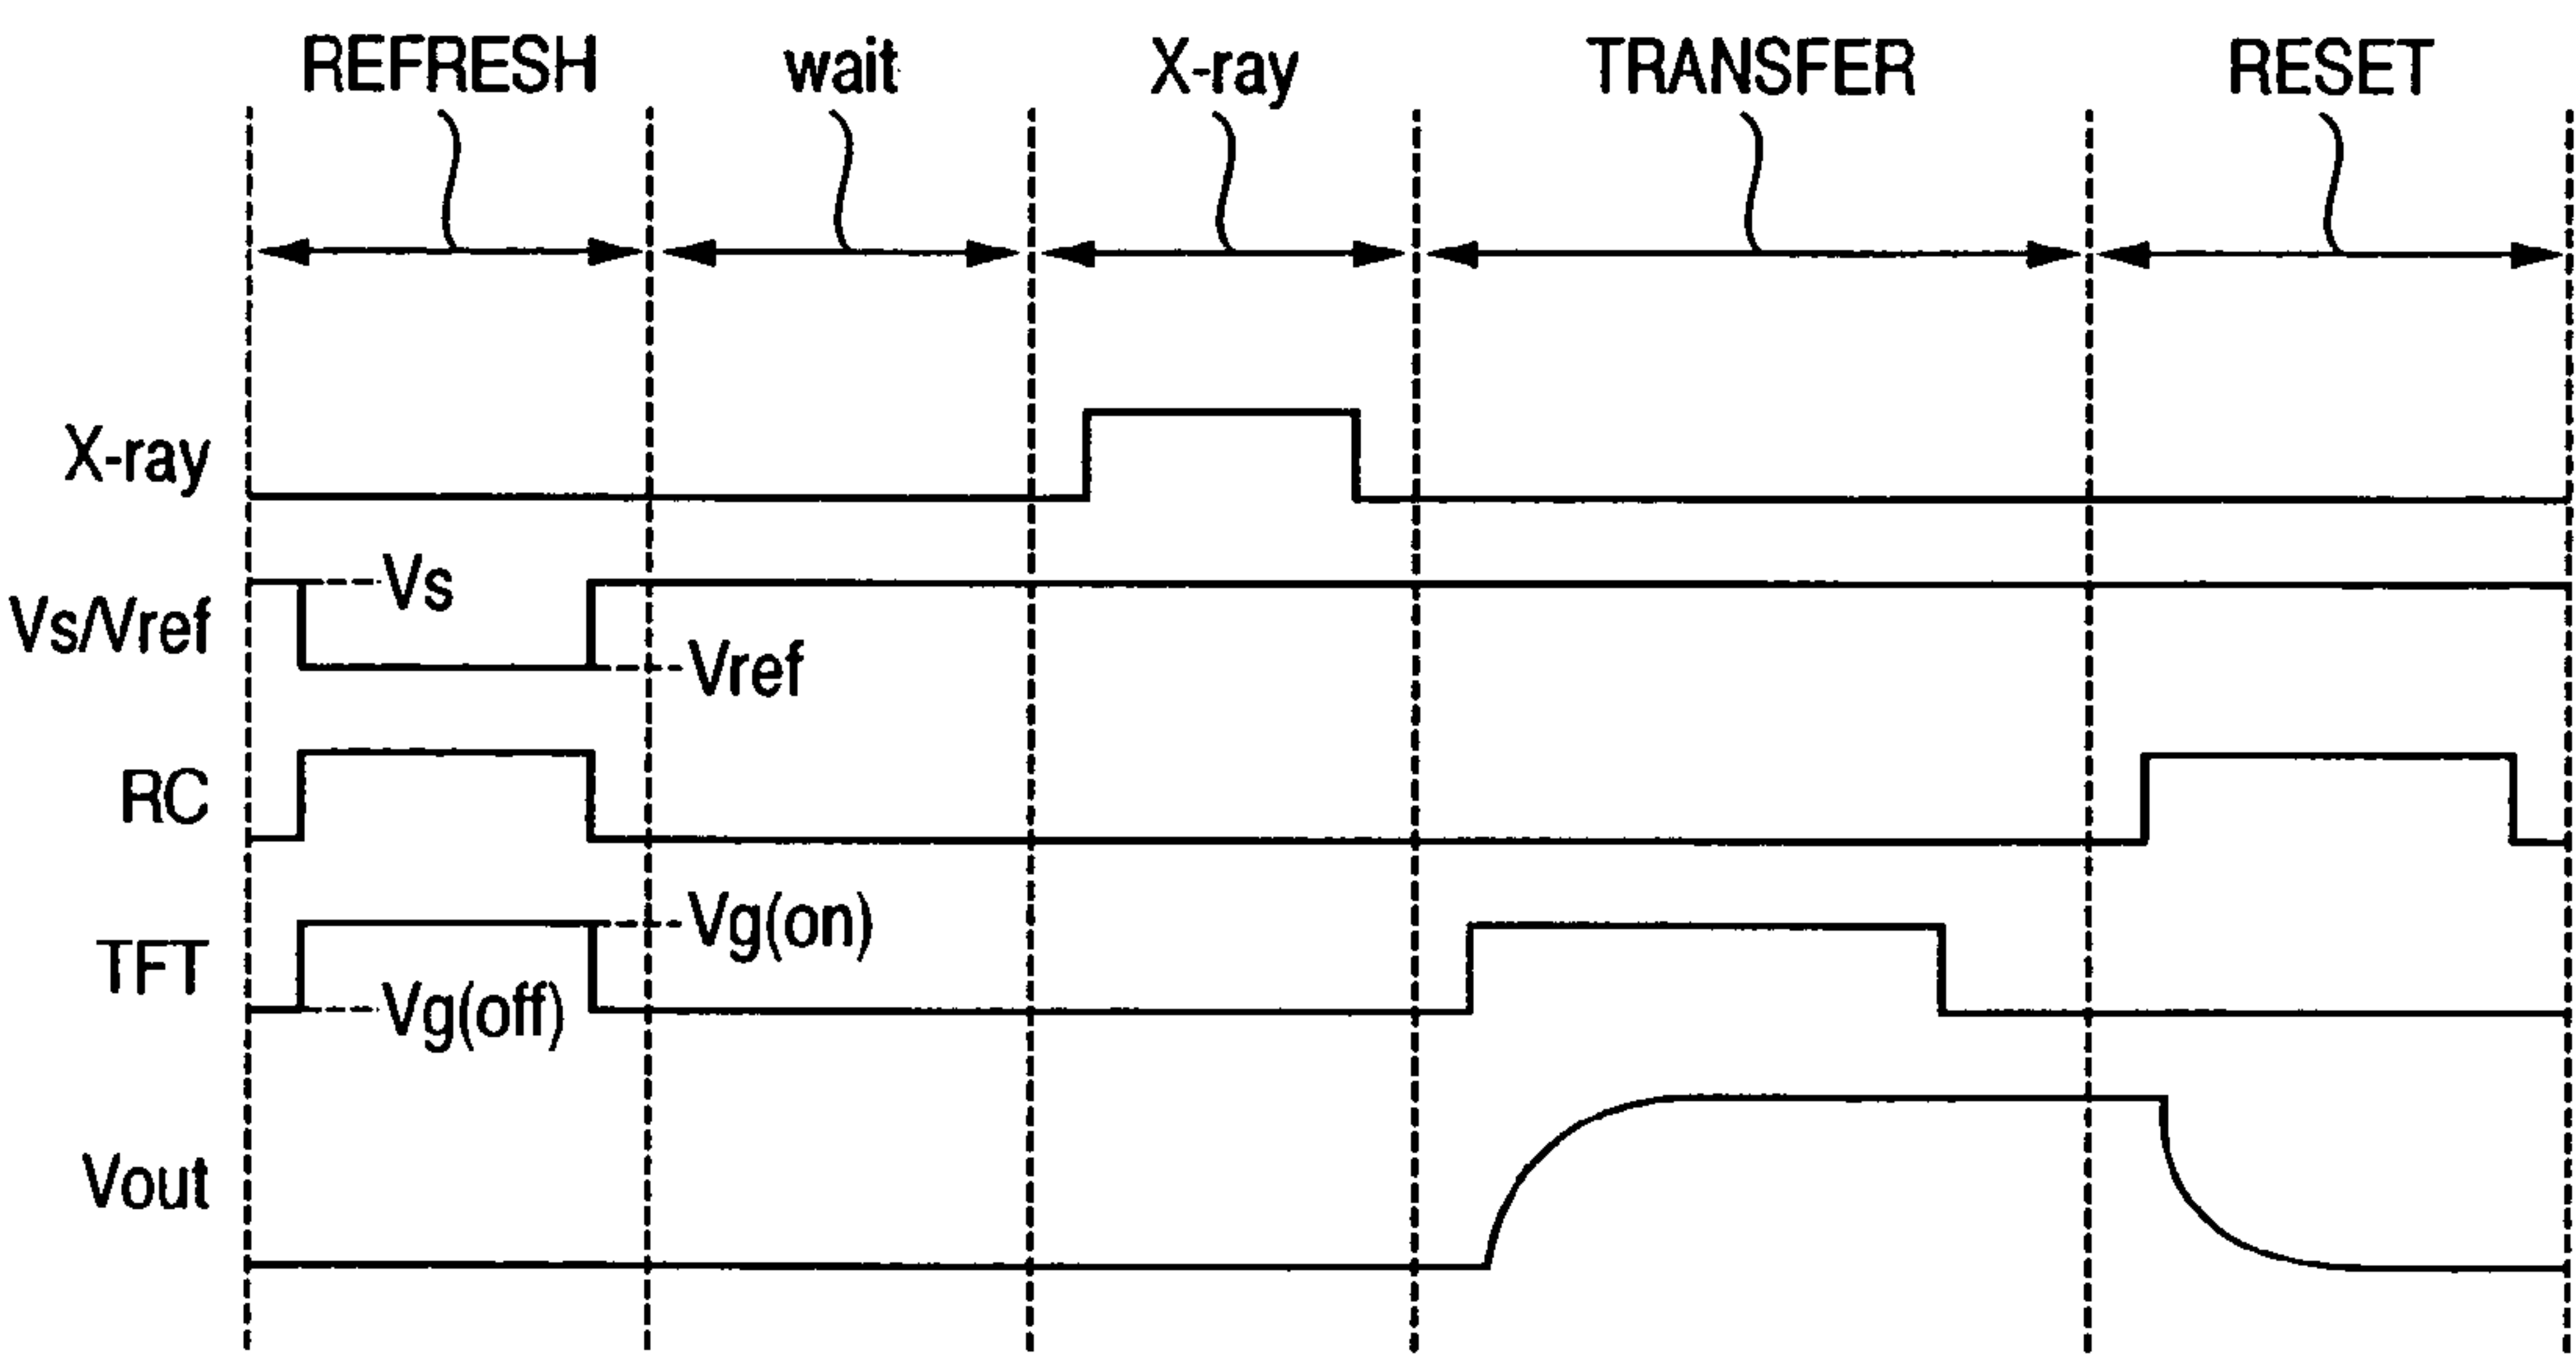 REFRESH wait X-ray TRANSFER RESET
X-ray
Vs
Vs/Vref
Vref
RC
Vg(on)
TFT
Vg(off)
Vout